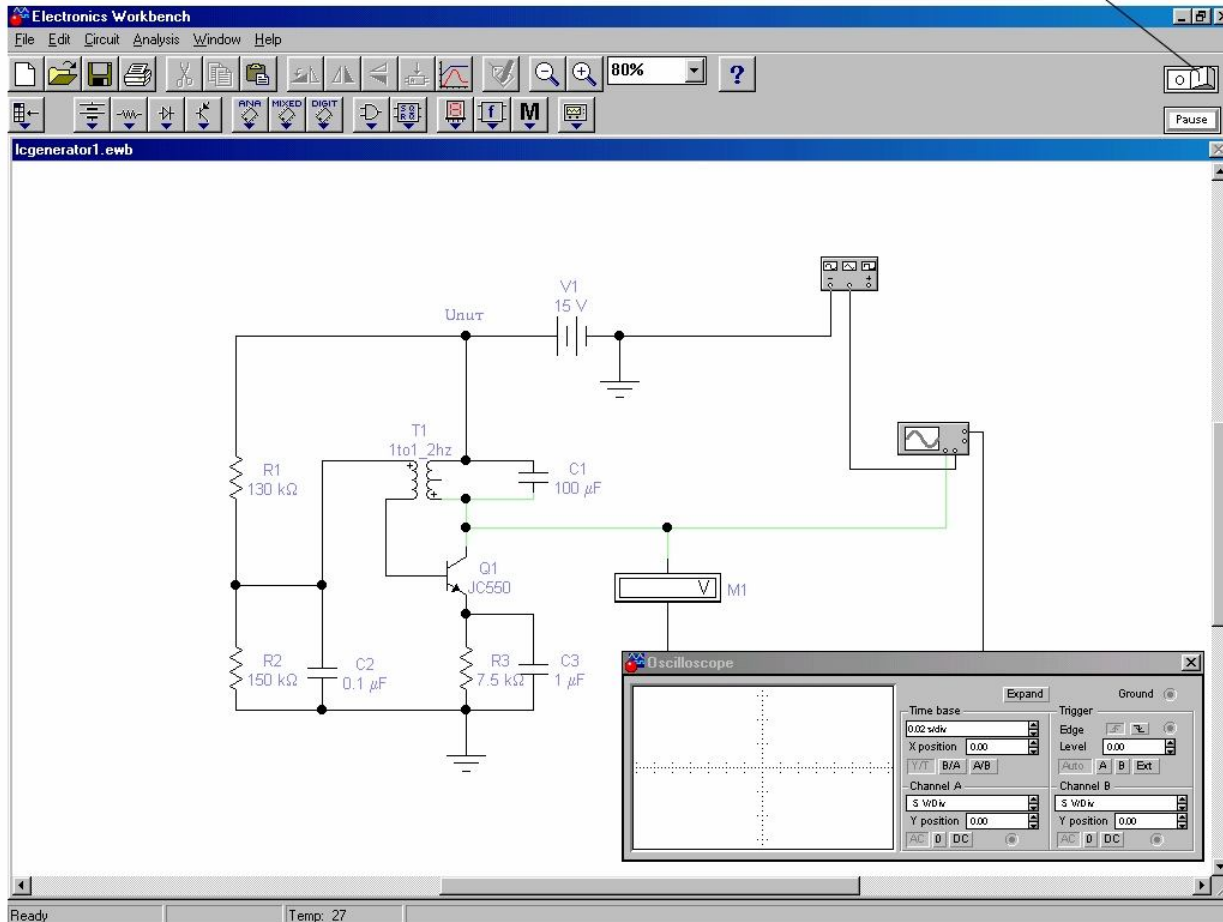 Electronics Workbench
File Edit Circuit Analysis Window Help
80%
?
ANA MIXED DIGIT
M
Pause
lcgenerator1.ewb
V1
15 V
Uпит
T1
1to1_2hz
R1
130 kΩ
C1
100 µF
Q1
JC550
V M1
R2
150 kΩ
C2
0.1 µF
R3
7.5 kΩ
C3
1 µF
Oscilloscope
Expand Ground
Time base Trigger
0.02 s/div Edge
X position 0.00 Level 0.00
Y/T B/A A/B Auto A B Ext
Channel A Channel B
5 V/Div 5 V/Div
Y position 0.00 Y position 0.00
AC 0 DC AC 0 DC
Ready Temp: 27